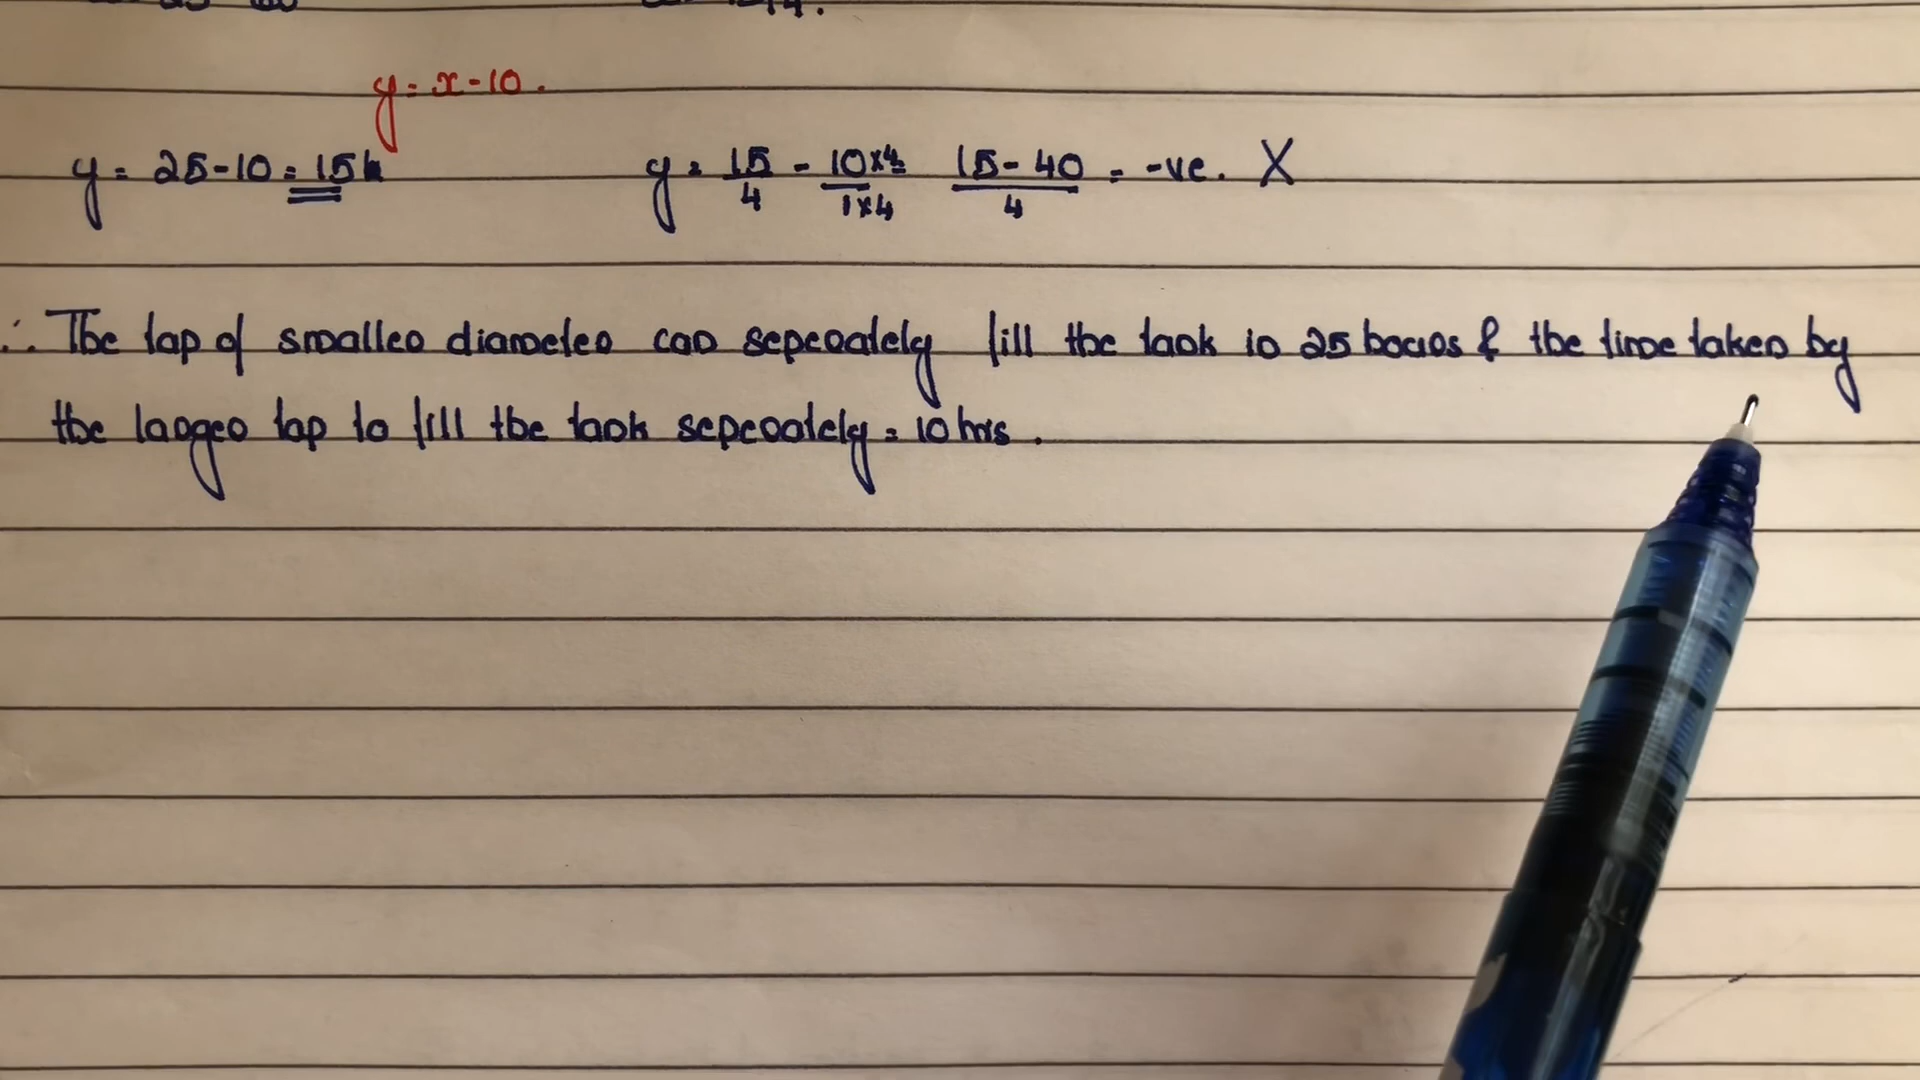 y = x - 10.
y = 25 - 10 = 15h
y = 15/4 - 10×4/1×4 15 - 40/4 = -ve. X
∴ The tap of smaller diameter can seperately fill the tank in 25 hours & the time taken by
the larger tap to fill the tank seperately = 10 hrs.